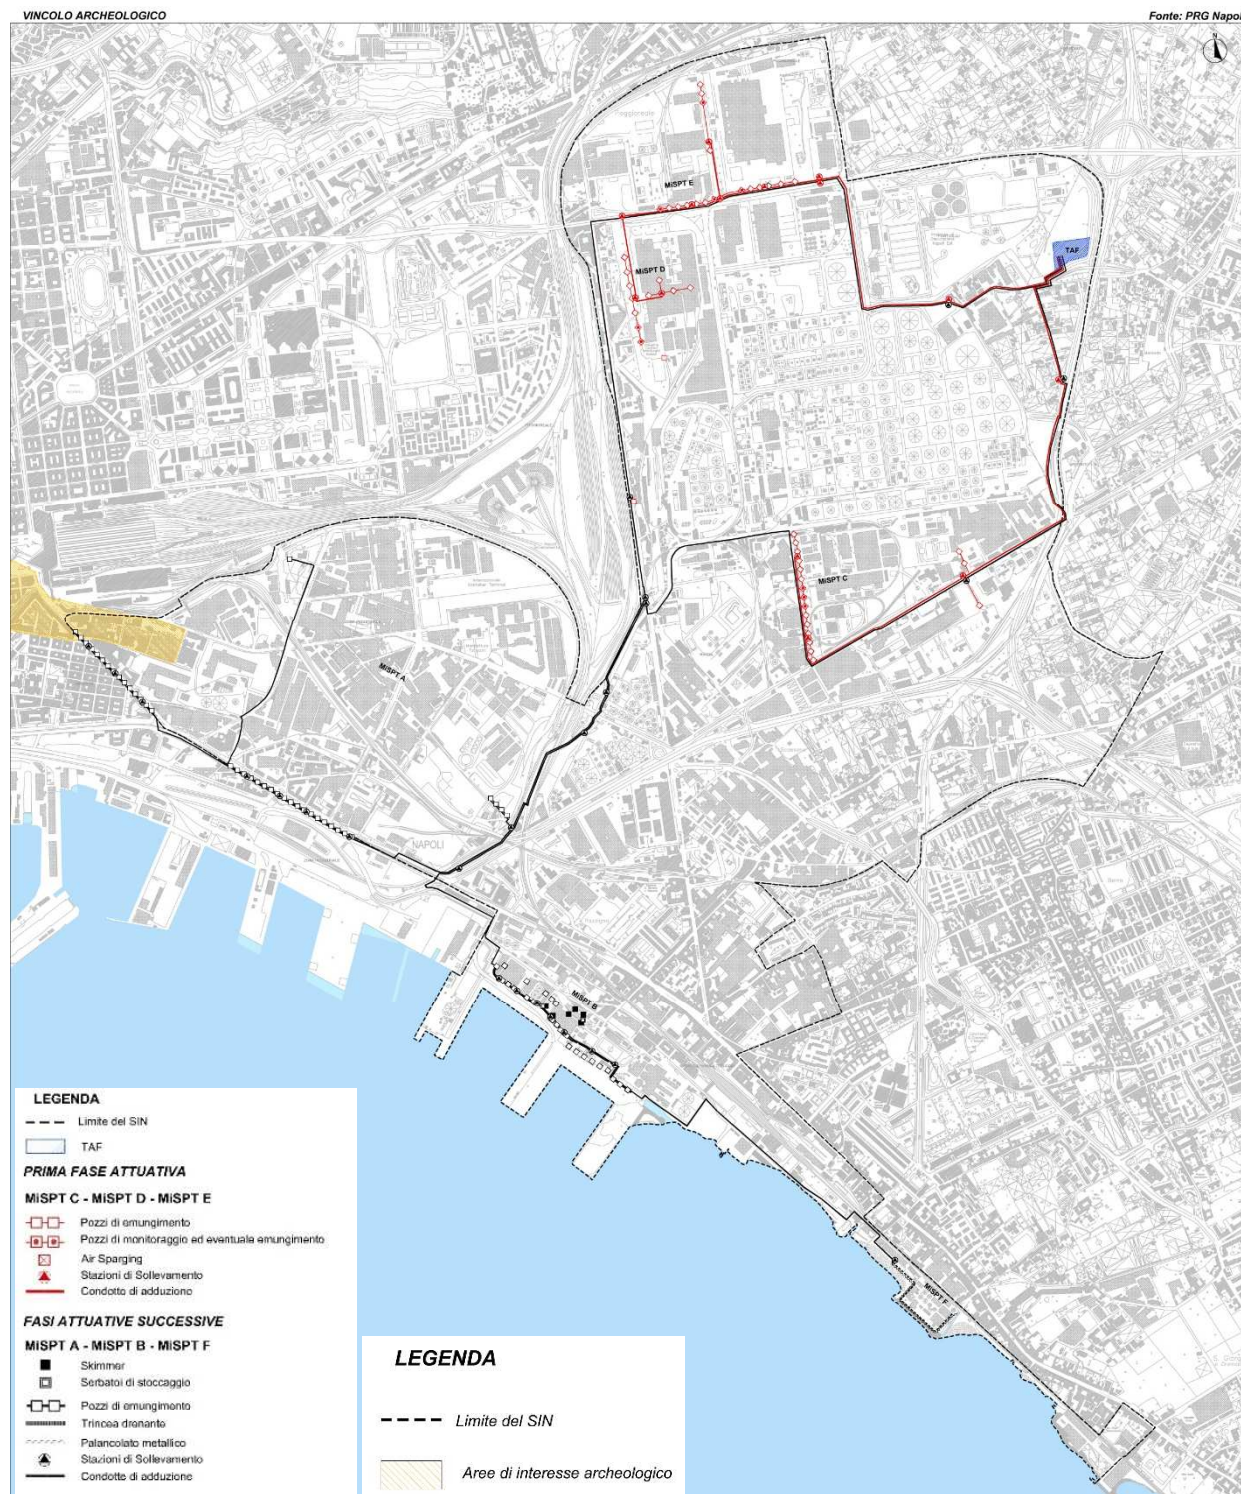 VINCOLO ARCHEOLOGICO
Fonte: PRG Napol
N
Poggioreale
MiSPT E
TAF
MiSPT D
MiSPT C
MiSPT A
NAPOLI
MiSPT B
MiSPT F
LEGENDA
Limite del SIN
TAF
PRIMA FASE ATTUATIVA
MiSPT C - MiSPT D - MiSPT E
Pozzi di emungimento
Pozzi di monitoraggio ed eventuale emungimento
Air Sparging
Stazioni di Sollevamento
Condotte di adduzione
FASI ATTUATIVE SUCCESSIVE
MiSPT A - MiSPT B - MiSPT F
Skimmer
Serbatoi di stoccaggio
Pozzi di emungimento
Trincea drenante
Palancolato metallico
Stazioni di Sollevamento
Condotte di adduzione
LEGENDA
Limite del SIN
Aree di interesse archeologico